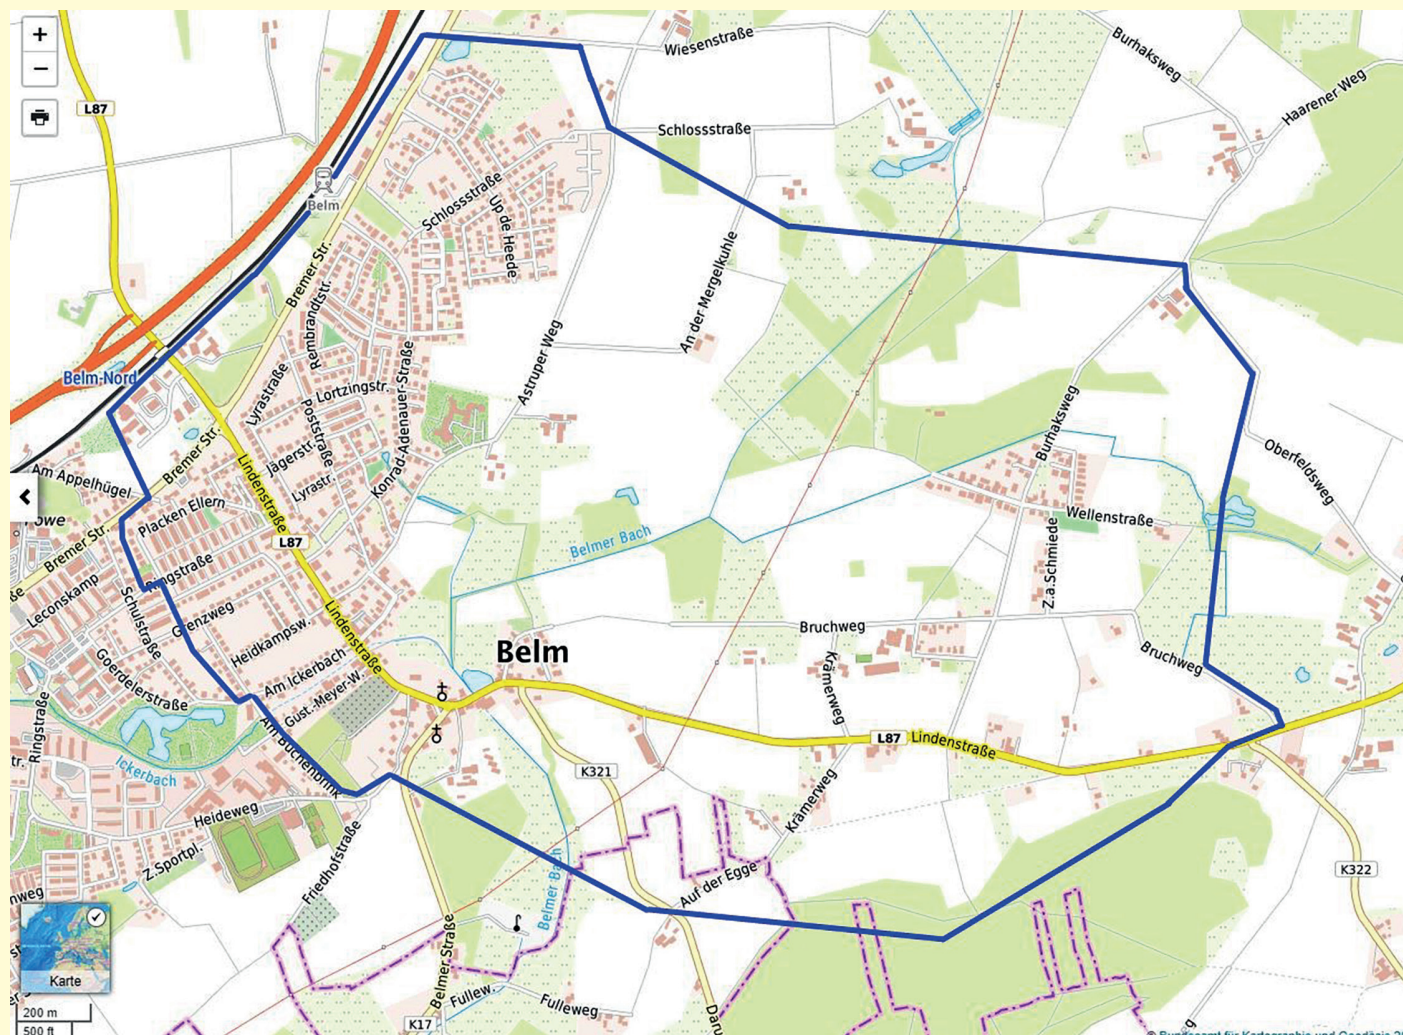 +
−
L87
Wiesenstraße
Burhaksweg
Haarener Weg
Schlossstraße
Belm
Schlossstraße
Up de Heede
Bremer Str.
An der Mergelkuhle
Rembrandtstr.
Astruper Weg
Belm-Nord
Lyrastraße
Lortzingstr.
Poststraße
Konrad-Adenauer-Straße
Jägerstr.
Lyrastr.
Burhaksweg
Oberfeldsweg
Bremer Str.
Am Appelhügel
Lindenstraße
Placken Ellern
Wellenstraße
Bremer Str.
L87
Belmer Bach
Ringstraße
Z.a.Schmiede
Leconskamp
Schulstraße
Grenzweg
Lindenstraße
Heidkampsw.
Bruchweg
Belm
Goerdelerstraße
Am Ickerbach
Bruchweg
Krämerweg
Gust.-Meyer-W.
Ringstraße
Am Buchenbrink
L87
Lindenstraße
Ickerbach
K321
Heideweg
Krämerweg
Z.Sportpl.
Friedhofstraße
Auf der Egge
K322
Belmer Bach
Belmer Straße
Karte
Füllew.
Fulleweg
200 m
500 ft
K17